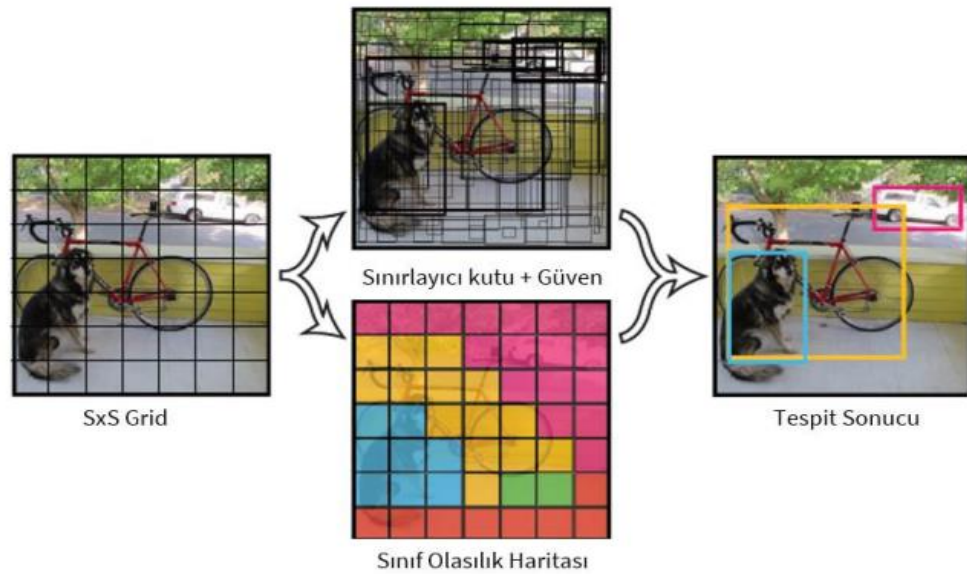 Sınırlayıcı kutu + Güven
SxS Grid
Tespit Sonucu
Sınıf Olasılık Haritası